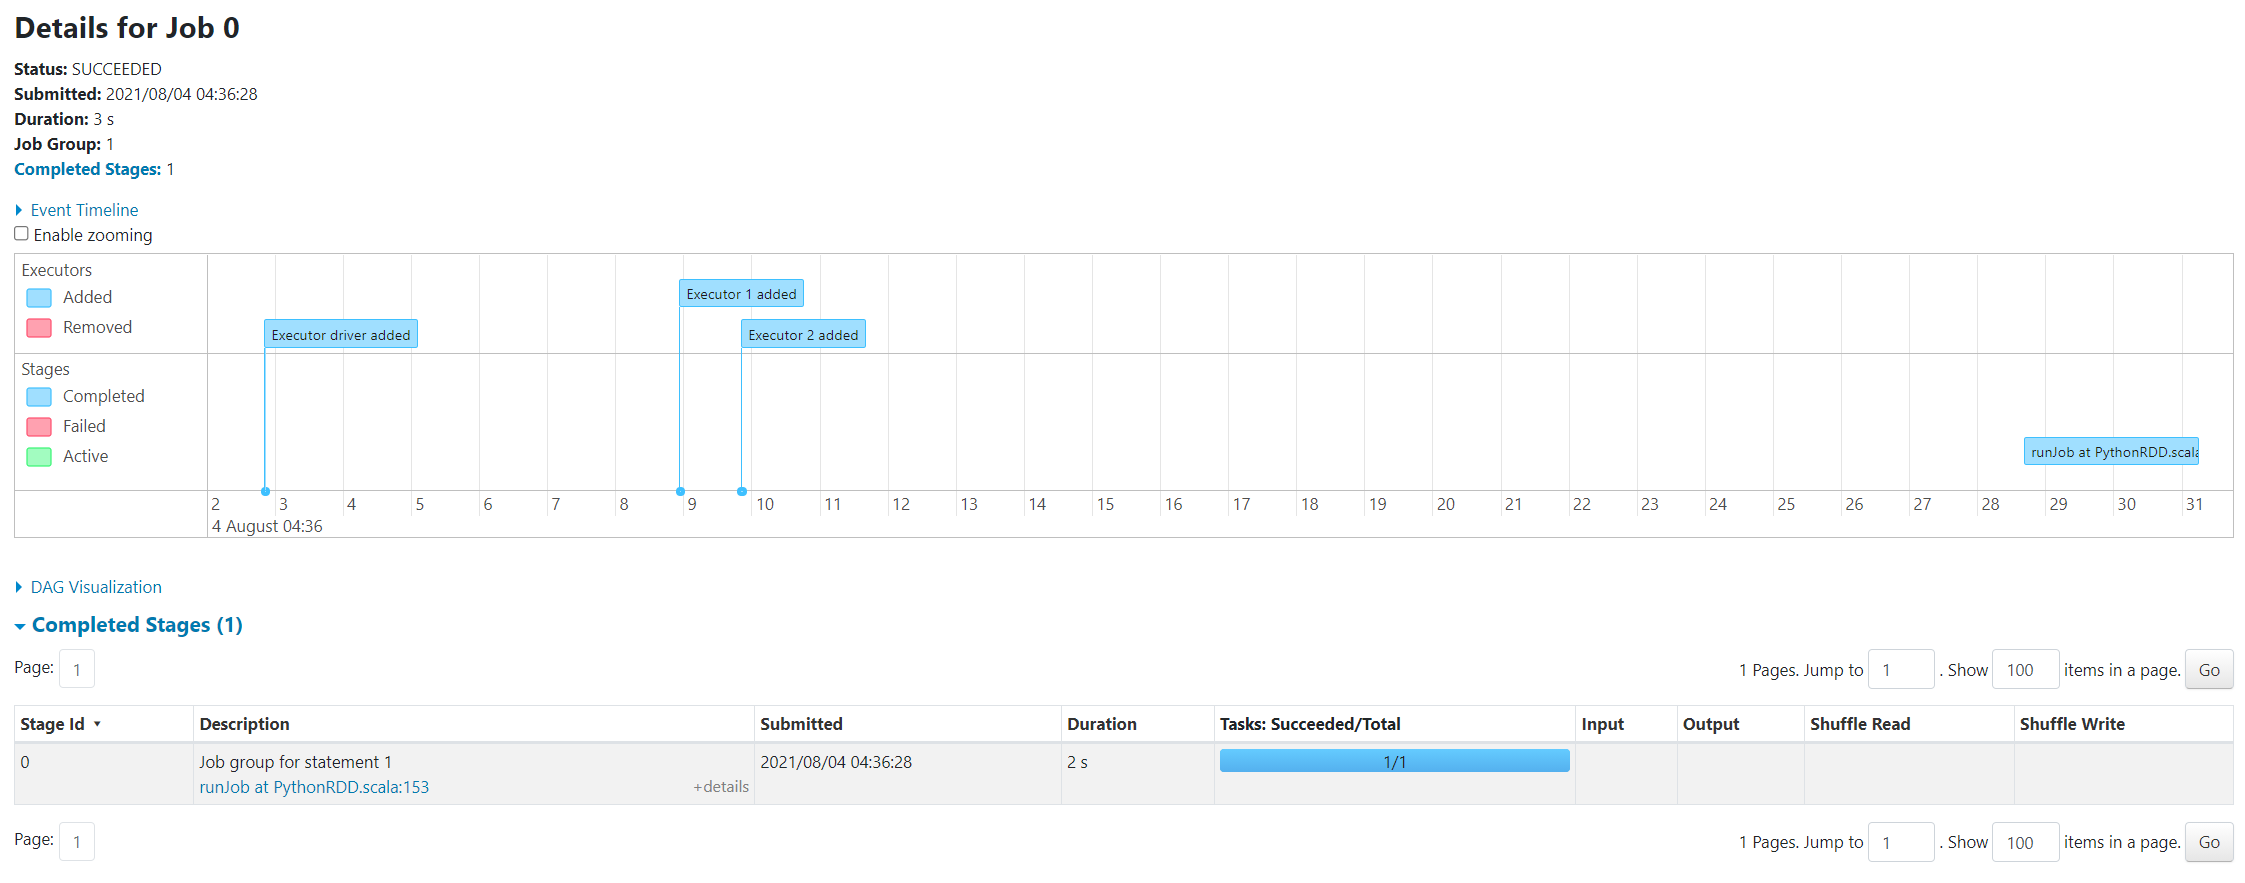 Details for Job 0
Status: SUCCEEDED
Submitted: 2021/08/04 04:36:28
Duration: 3 s
Job Group: 1
Completed Stages: 1
Event Timeline
Enable zooming
Executors
Added
Removed
Executor driver added
Executor 1 added
Executor 2 added
Stages
Completed
Failed
Active
runJob at PythonRDD.scala
2 3 4 5 6 7 8 9 10 11 12 13 14 15 16 17 18 19 20 21 22 23 24 25 26 27 28 29 30 31
4 August 04:36
DAG Visualization
Completed Stages (1)
Page: 1 1 Pages. Jump to 1 . Show 100 items in a page. Go
Stage Id Description Submitted Duration Tasks: Succeeded/Total Input Output Shuffle Read Shuffle Write
0 Job group for statement 1 2021/08/04 04:36:28 2 s 1/1
runJob at PythonRDD.scala:153 +details
Page: 1 1 Pages. Jump to 1 . Show 100 items in a page. Go